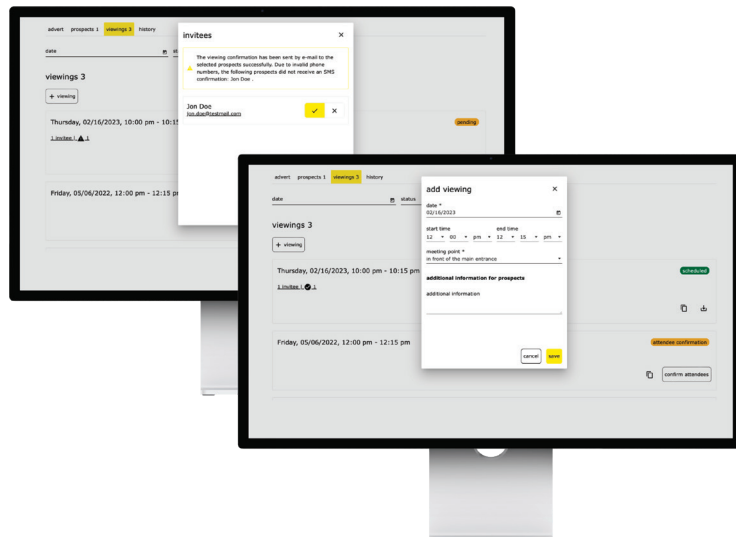 advert prospects 1 viewings 3 history
date
viewings 3
+ viewing
Thursday, 02/16/2023, 10:00 pm - 10:15
1 invitee | 1
pending
Friday, 05/06/2022, 12:00 pm - 12:15 pm
invitees
The viewing confirmation has been sent by e-mail to the
selected prospects successfully. Due to invalid phone
numbers, the following prospects did not receive an SMS
confirmation: Jon Doe .
Jon Doe
jon.doe@testmail.com
advert prospects 1 viewings 3 history
date status
viewings 3
+ viewing
Thursday, 02/16/2023, 10:00 pm - 10:15 pm
1 invitee | 1
scheduled
Friday, 05/06/2022, 12:00 pm - 12:15 pm
attendee confirmation
confirm attendees
add viewing
date *
02/16/2023
start time end time
12 00 pm 12 15 pm
meeting point *
in front of the main entrance
additional information for prospects
additional information
cancel save